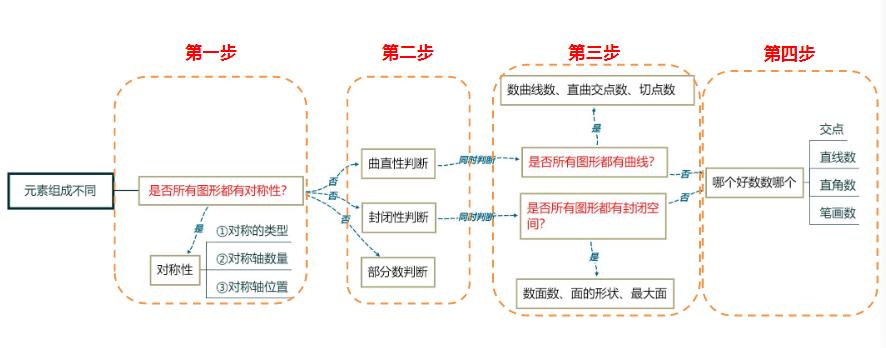 第一步
第二步
第三步
第四步
元素组成不同
是否所有图形都有对称性?
是
对称性
①对称的类型
②对称轴数量
③对称轴位置
否
否
否
曲直性判断
封闭性判断
部分数判断
同时判断
同时判断
数曲线数、直曲交点数、切点数
是
是否所有图形都有曲线?
是否所有图形都有封闭空
间?
是
数面数、面的形状、最大面
否
否
哪个好数数哪个
交点
直线数
直角数
笔画数